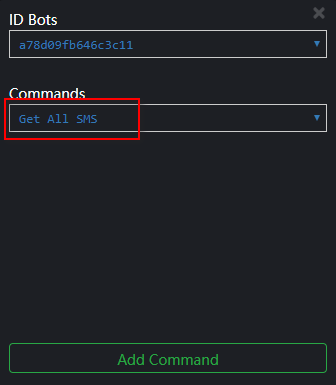 ID Bots
a78d09fb646c3c11
Commands
Get All SMS
Add Command